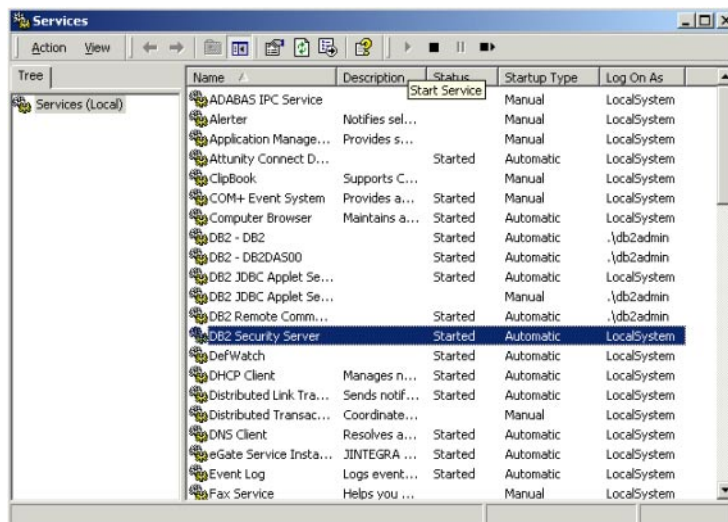 Services
Action View
Tree
Name Description Status Startup Type Log On As
Start Service
Services (Local)
ADABAS IPC Service Manual LocalSystem
Alerter Notifies sel... Manual LocalSystem
Application Manage... Provides s... Manual LocalSystem
Attunity Connect D... Started Automatic LocalSystem
ClipBook Supports C... Manual LocalSystem
COM+ Event System Provides a... Started Manual LocalSystem
Computer Browser Maintains a... Started Automatic LocalSystem
DB2 - DB2 Started Automatic .\db2admin
DB2 - DB2DAS00 Started Automatic .\db2admin
DB2 JDBC Applet Se... Started Automatic LocalSystem
DB2 JDBC Applet Se... Manual .\db2admin
DB2 Remote Comm... Started Automatic .\db2admin
DB2 Security Server Started Automatic LocalSystem
DefWatch Started Automatic LocalSystem
DHCP Client Manages n... Started Automatic LocalSystem
Distributed Link Tra... Sends notif... Started Automatic LocalSystem
Distributed Transac... Coordinate... Manual LocalSystem
DNS Client Resolves a... Started Automatic LocalSystem
eGate Service Insta... JINTEGRA ... Started Automatic LocalSystem
Event Log Logs event... Started Automatic LocalSystem
Fax Service Helps you ... Manual LocalSystem